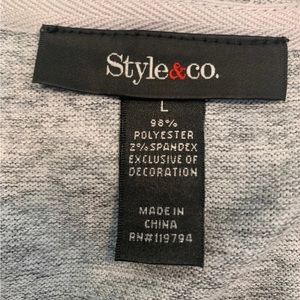 Style&co.
L
98%
POLYESTER
2% SPANDEX
EXCLUSIVE OF
DECORATION
MADE IN
CHINA
RN#119794